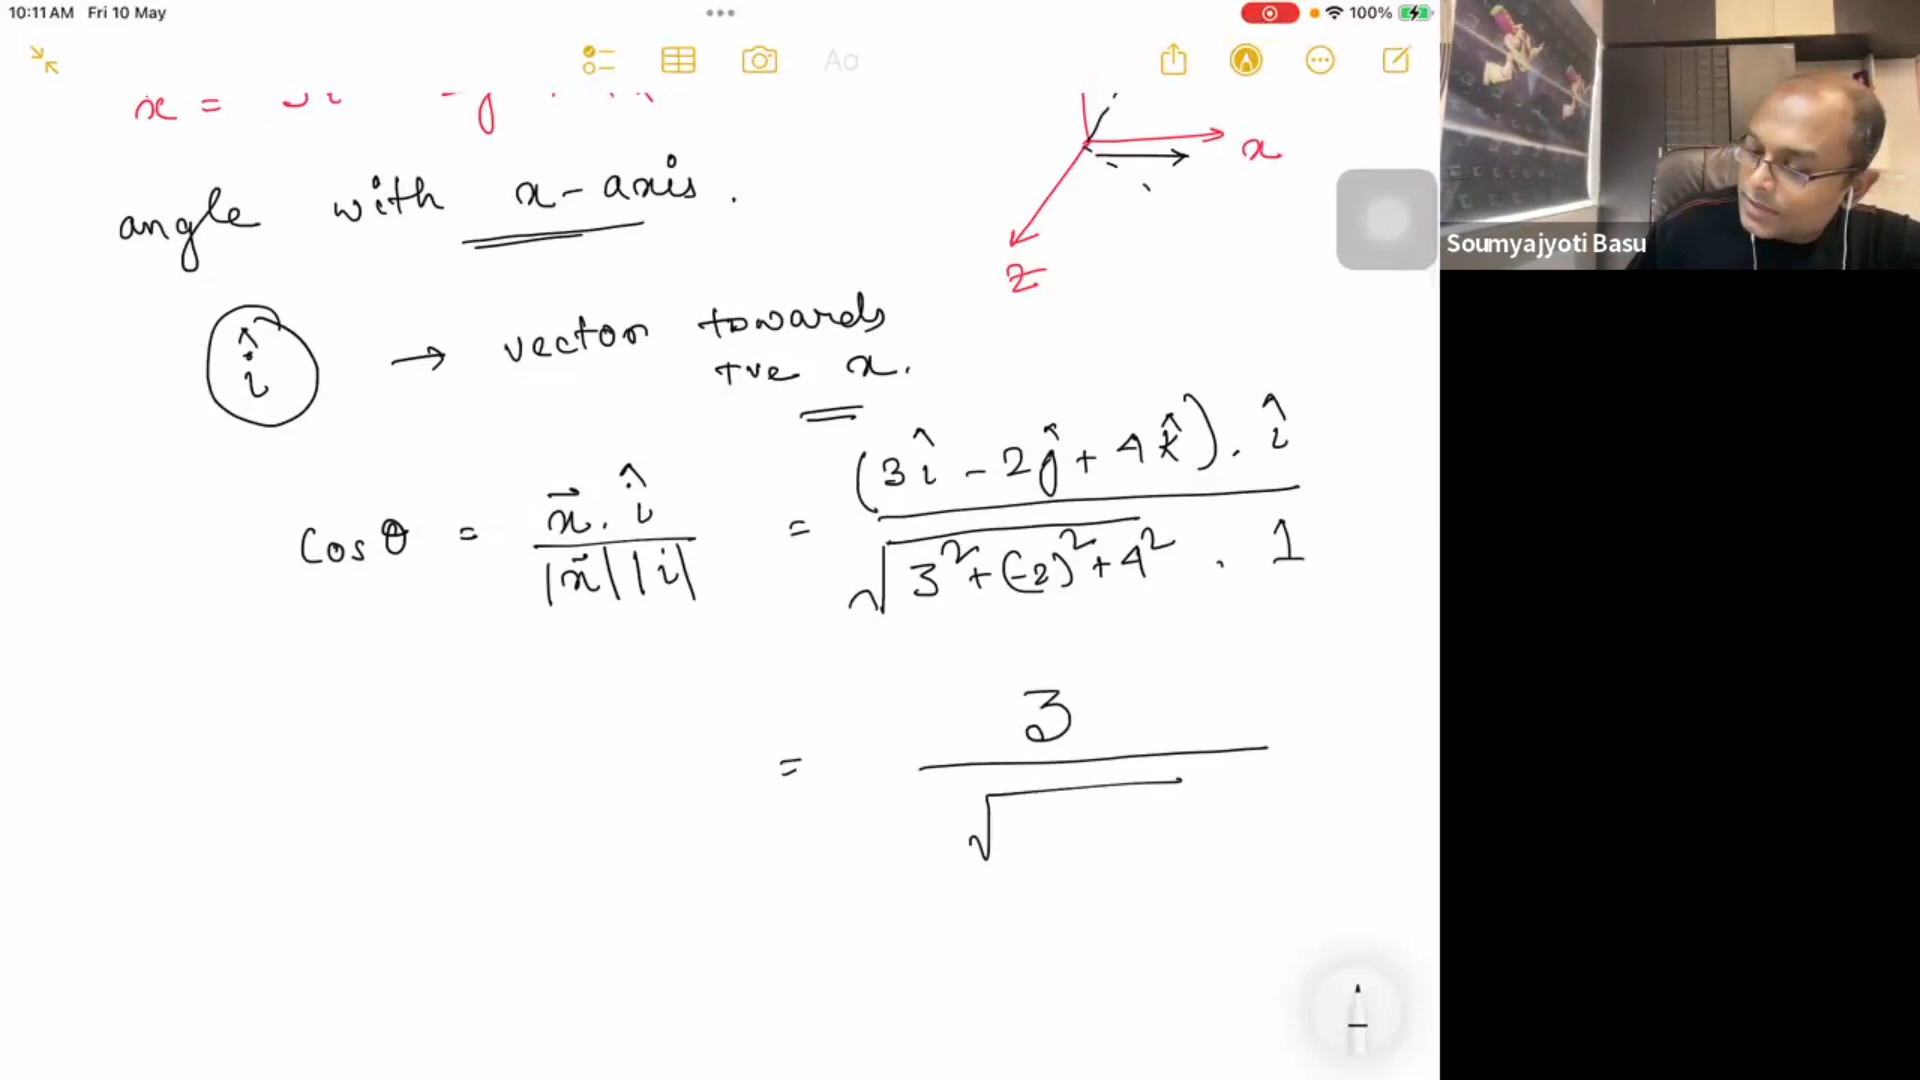 10:11 AM Fri 10 May
100%
Aa
x =
x
angle with x-axis.
z
î → vector towards
+ve x.
cos θ = x⃗ . î / |x⃗| |i| = (3î - 2ĵ + 4k̂) . î / √3² + (-2)² + 4² . 1
= 3 / √
Soumyajyoti Basu